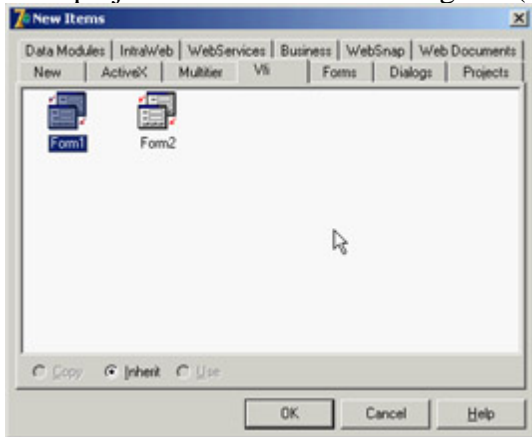 New Items
Data Modules IntraWeb WebServices Business WebSnap Web Documents
New ActiveX Multitier Vfi Forms Dialogs Projects
Form1 Form2
Copy Inherit Use
OK Cancel Help